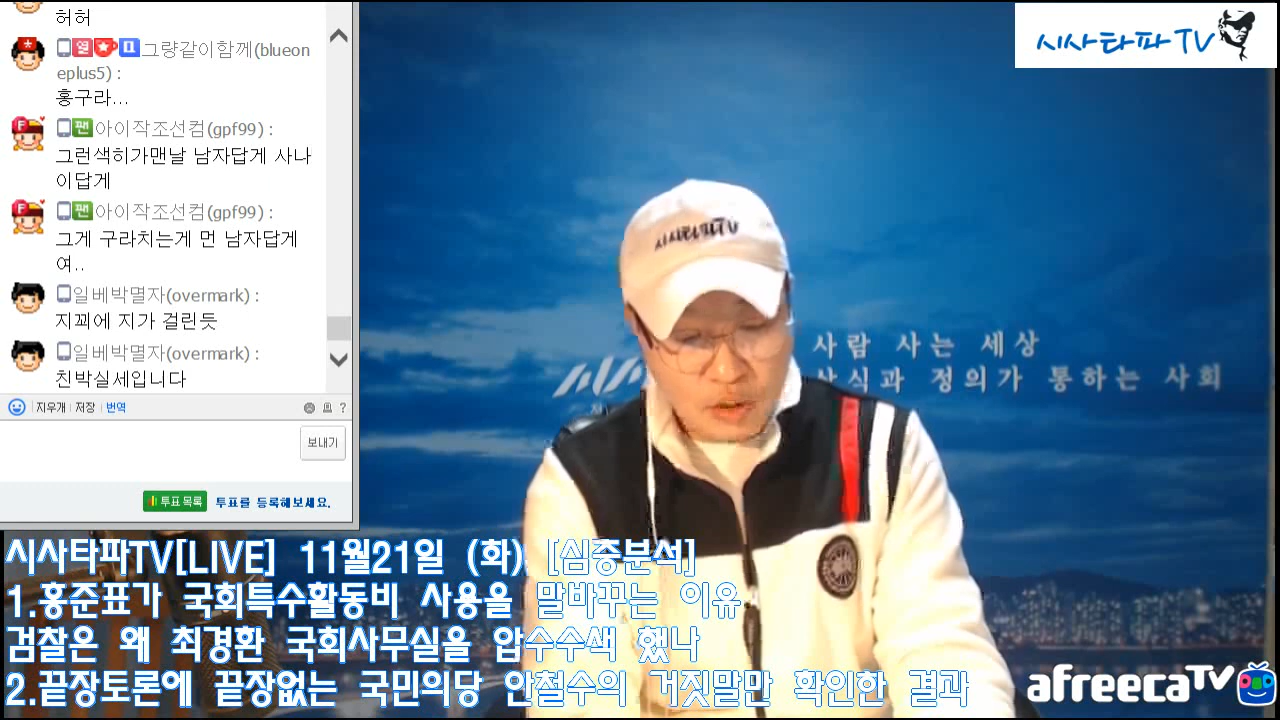 허허
열 그량같이함께(blueon
eplus5) :
홍구라...
팬 아이작조선컴(gpf99) :
그런색히가맨날 남자답게 사나
이답게
팬 아이작조선컴(gpf99) :
그게 구라치는게 먼 남자답게
여..
일베박멸자(overmark) :
지꾀에 지가 걸린듯
일베박멸자(overmark) :
친박실세입니다
지우개 저장 번역
?
보내기
투표 목록 투표를 등록해보세요.
시사타파TV
시사타파TV
사람 사는 세상
상식과 정의가 통하는 사회
시사타파TV[LIVE] 11월21일 (화) [심층분석]
1.홍준표가 국회특수활동비 사용을 말바꾸는 이유
검찰은 왜 최경환 국회사무실을 압수수색 했나
2.끝장토론에 끝장없는 국민의당 안철수의 거짓말만 확인한 결과
afreecaTV